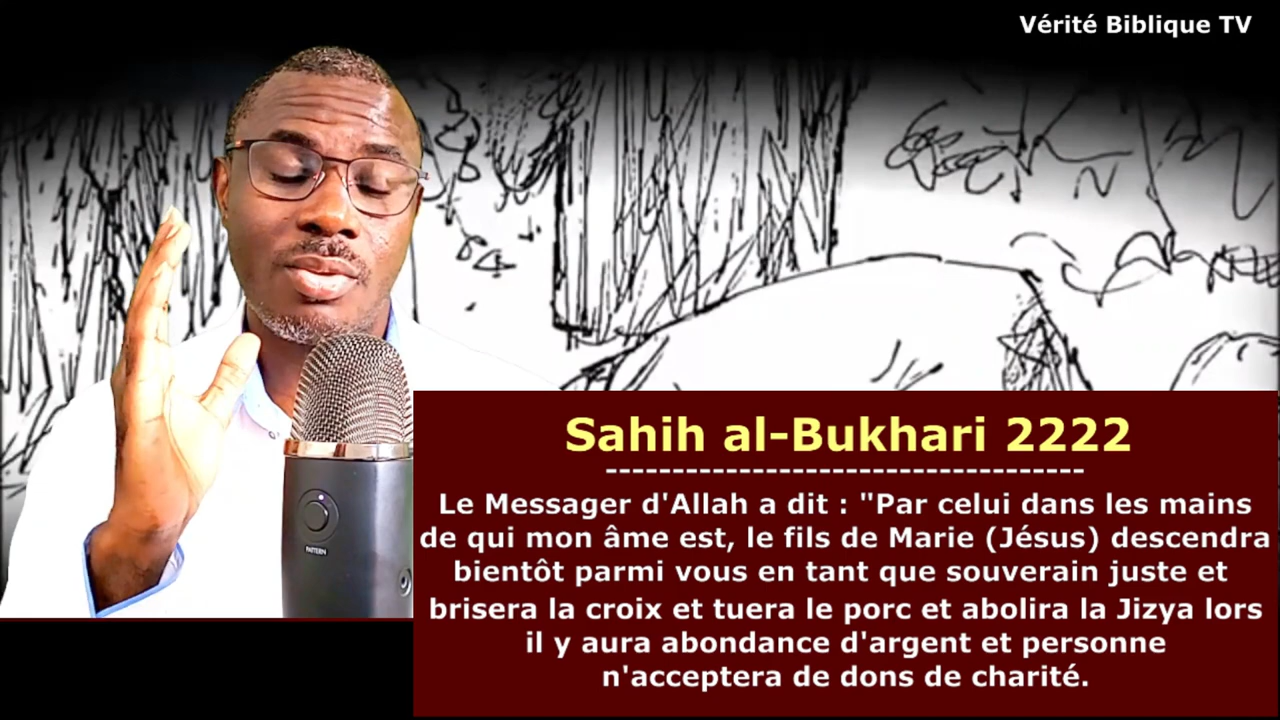 Vérité Biblique TV
Sahih al-Bukhari 2222
------------------------------------
Le Messager d'Allah a dit : "Par celui dans les mains
de qui mon âme est, le fils de Marie (Jésus) descendra
bientôt parmi vous en tant que souverain juste et
brisera la croix et tuera le porc et abolira la Jizya lors
il y aura abondance d'argent et personne
n'acceptera de dons de charité.
PATTERN